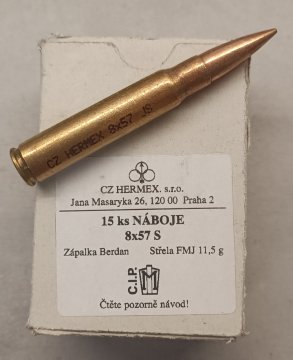 CZ HERMEX 8x57 JS
CZ HERMEX. s.r.o.
Jana Masaryka 26, 120 00 Praha 2
15 ks NÁBOJE
8x57 S
Zápalka Berdan Střela FMJ 11,5 g
C.I.P.
Čtěte pozorně návod!